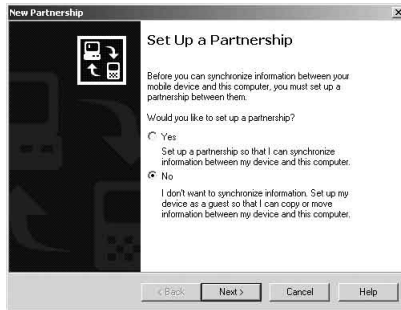 New Partnership
Set Up a Partnership
Before you can synchronize information between your
mobile device and this computer, you must set up a
partnership between them.
Would you like to set up a partnership?
Yes
Set up a partnership so that I can synchronize
information between my device and this computer.
No
I don't want to synchronize information. Set up my
device as a guest so that I can copy or move
information between my device and this computer.
< Back Next > Cancel Help